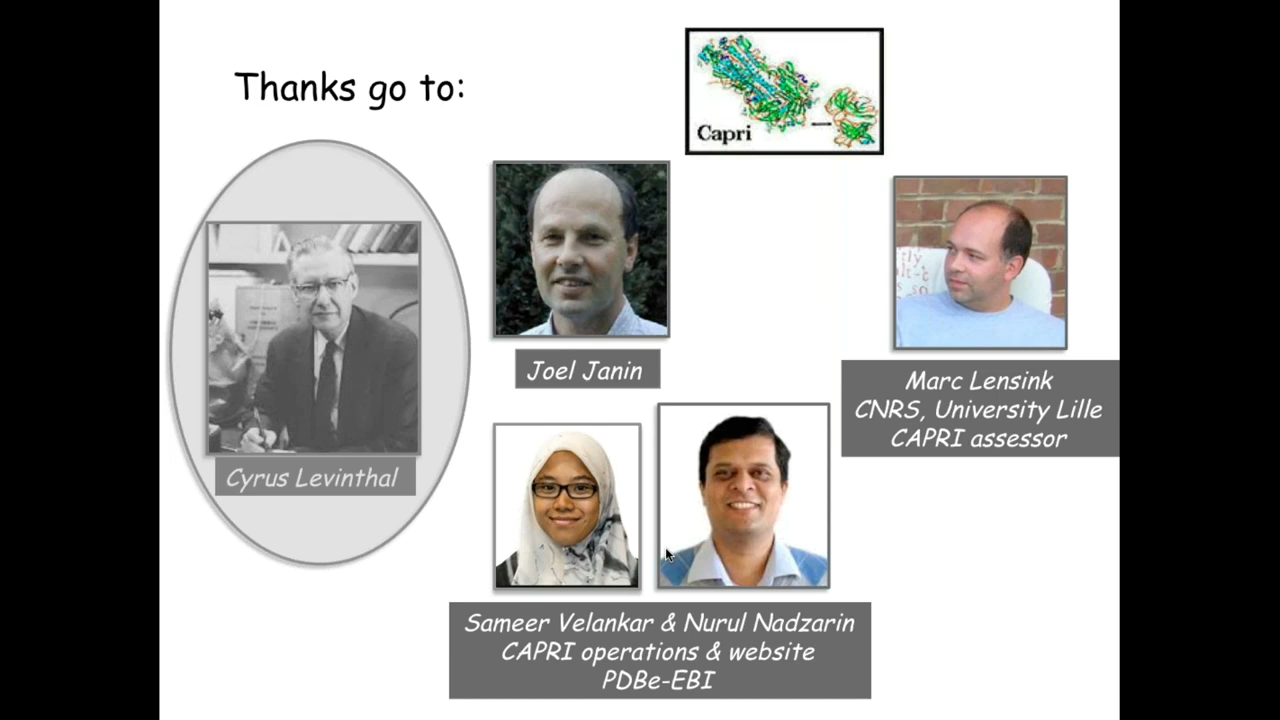 Thanks go to:
Capri
Joel Janin
Marc Lensink
CNRS, University Lille
CAPRI assessor
Cyrus Levinthal
Sameer Velankar & Nurul Nadzarin
CAPRI operations & website
PDBe-EBI